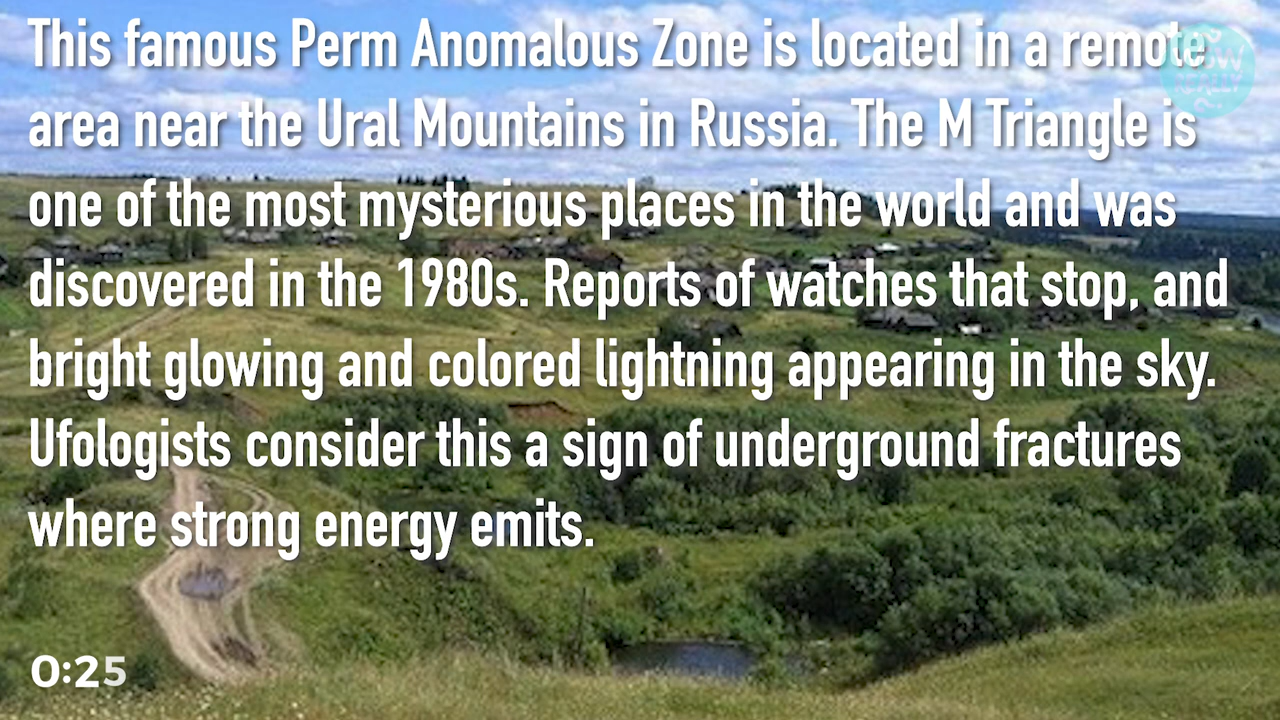 This famous Perm Anomalous Zone is located in a remote
area near the Ural Mountains in Russia. The M Triangle is
one of the most mysterious places in the world and was
discovered in the 1980s. Reports of watches that stop, and
bright glowing and colored lightning appearing in the sky.
Ufologists consider this a sign of underground fractures
where strong energy emits.
WOW
REALLY
0:25